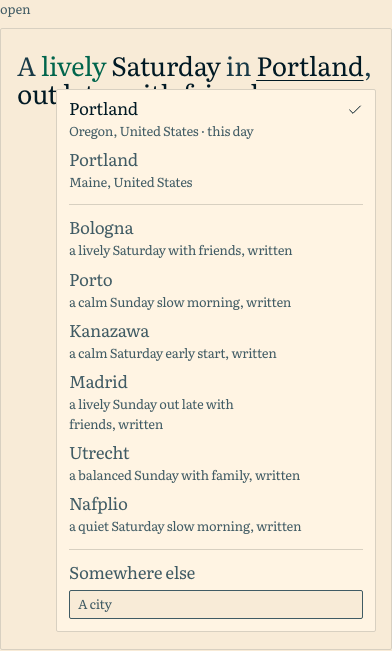 open
A lively Saturday in Portland,
out
Portland
Oregon, United States · this day
Portland
Maine, United States
Bologna
a lively Saturday with friends, written
Porto
a calm Sunday slow morning, written
Kanazawa
a calm Saturday early start, written
Madrid
a lively Sunday out late with
friends, written
Utrecht
a balanced Sunday with family, written
Nafplio
a quiet Saturday slow morning, written
Somewhere else
A city